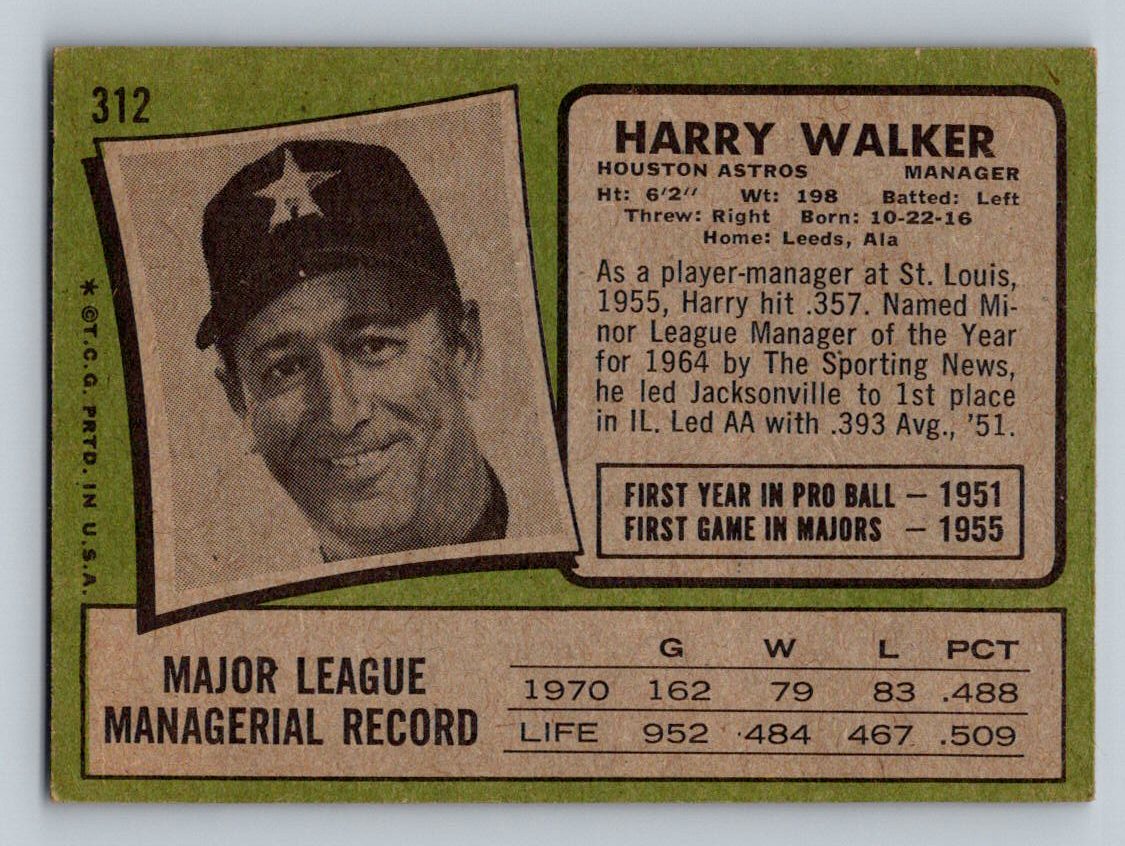 312
HARRY WALKER
HOUSTON ASTROS MANAGER
Ht: 6'2" Wt: 198 Batted: Left
Threw: Right Born: 10-22-16
Home: Leeds, Ala
As a player-manager at St. Louis,
1955, Harry hit .357. Named Mi-
nor League Manager of the Year
for 1964 by The Sporting News,
he led Jacksonville to 1st place
in IL. Led AA with .393 Avg., '51.
FIRST YEAR IN PRO BALL — 1951
FIRST GAME IN MAJORS — 1955
* ©T.C.G. PRTD. IN U.S.A.
MAJOR LEAGUE
MANAGERIAL RECORD
G W L PCT
1970 162 79 83 .488
LIFE 952 484 467 .509